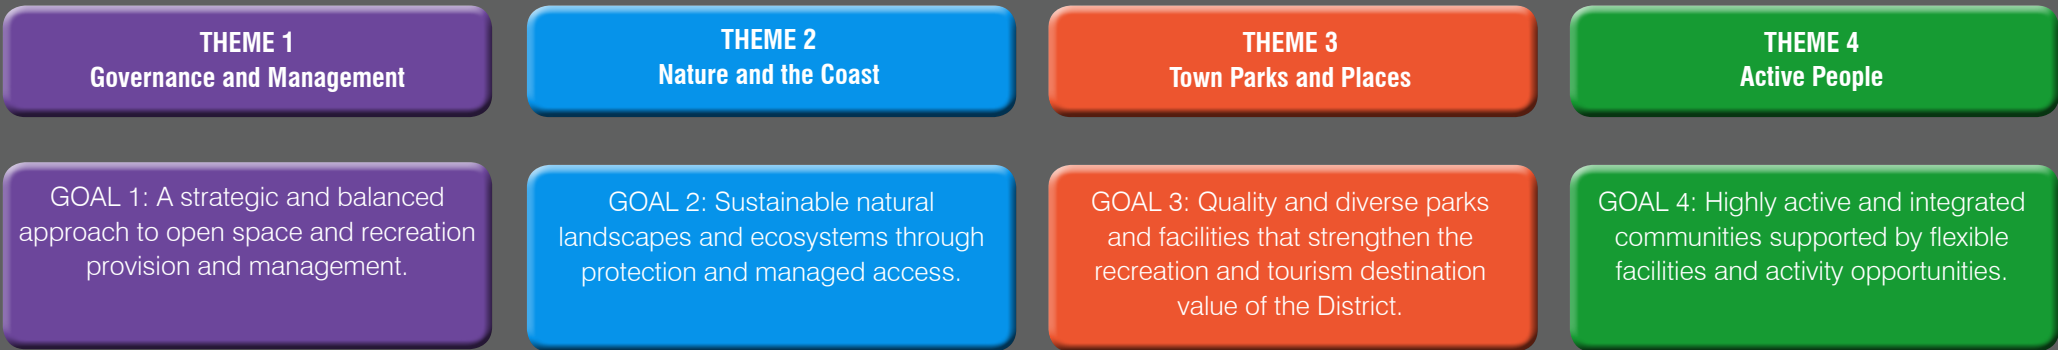 THEME 1
Governance and Management
THEME 2
Nature and the Coast
THEME 3
Town Parks and Places
THEME 4
Active People
GOAL 1: A strategic and balanced
approach to open space and recreation
provision and management.
GOAL 2: Sustainable natural
landscapes and ecosystems through
protection and managed access.
GOAL 3: Quality and diverse parks
and facilities that strengthen the
recreation and tourism destination
value of the District.
GOAL 4: Highly active and integrated
communities supported by flexible
facilities and activity opportunities.